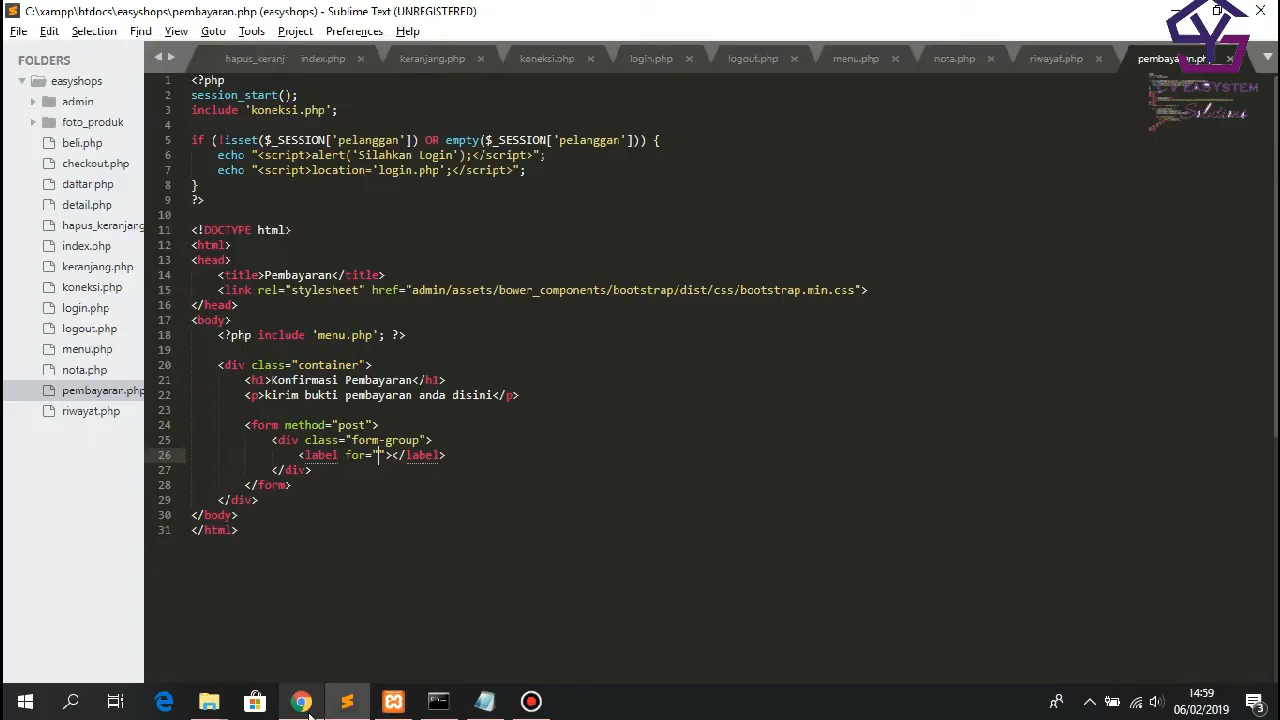 C:\xampp\htdocs\easyshops\pembayaran.php (easyshops) - Sublime Text (UNREGISTERED)
File Edit Selection Find View Goto Tools Project Preferences Help
FOLDERS
easyshops
admin
foto_produk
beli.php
checkout.php
daftar.php
detail.php
hapus_keranjang
index.php
keranjang.php
koneksi.php
login.php
logout.php
menu.php
nota.php
pembayaran.php
riwayat.php
hapus_keranj index.php keranjang.php koneksi.php login.php logout.php menu.php nota.php riwayat.php pembayaran.php
CV EASYSTEM
Solutions
1 <?php
2 session_start();
3 include 'koneksi.php';
4
5 if (!isset($_SESSION['pelanggan']) OR empty($_SESSION['pelanggan'])) {
6 echo "<script>alert('Silahkan Login');</script>";
7 echo "<script>location='login.php';</script>";
8 }
9 ?>
10
11 <!DOCTYPE html>
12 <html>
13 <head>
14 <title>Pembayaran</title>
15 <link rel="stylesheet" href="admin/assets/bower_components/bootstrap/dist/css/bootstrap.min.css">
16 </head>
17 <body>
18 <?php include 'menu.php'; ?>
19
20 <div class="container">
21 <h1>Konfirmasi Pembayaran</h1>
22 <p>kirim bukti pembayaran anda disini</p>
23
24 <form method="post">
25 <div class="form-group">
26 <label for=""></label>
27 </div>
28 </form>
29 </div>
30 </body>
31 </html>
14:59
06/02/2019
3